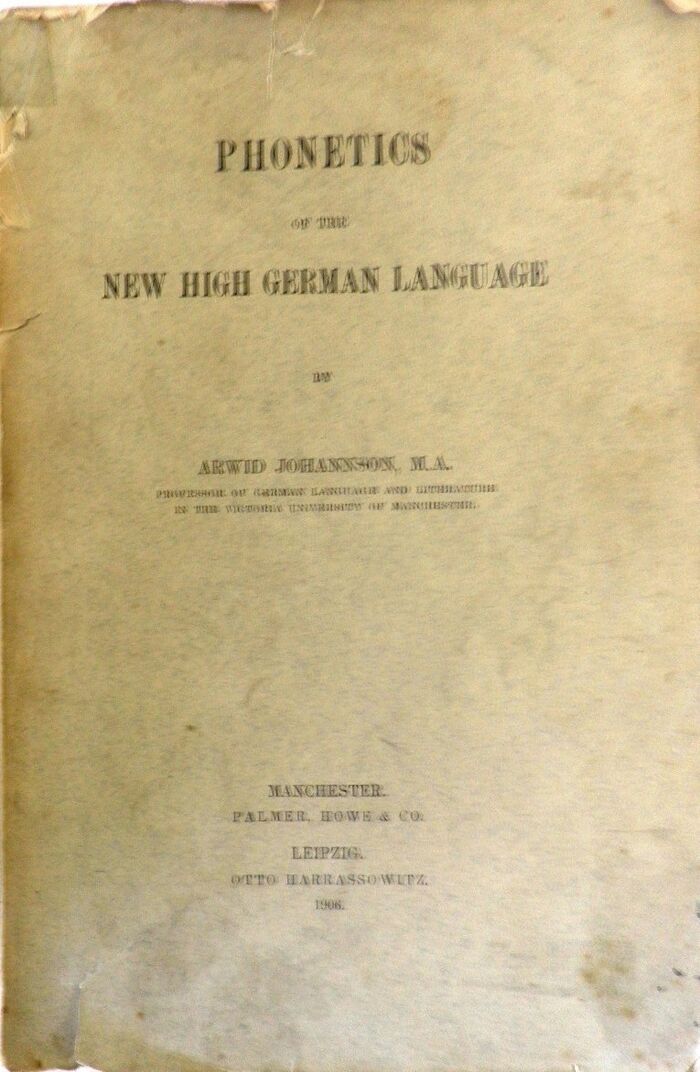 PHONETICS
OF THE
NEW HIGH GERMAN LANGUAGE
BY
ARWID JOHANNSON, M.A.
PROFESSOR OF GERMAN LANGUAGE AND LITERATURE
IN THE VICTORIA UNIVERSITY OF MANCHESTER.
MANCHESTER.
PALMER, HOWE & CO.
LEIPZIG.
OTTO HARRASSOWITZ.
1906.